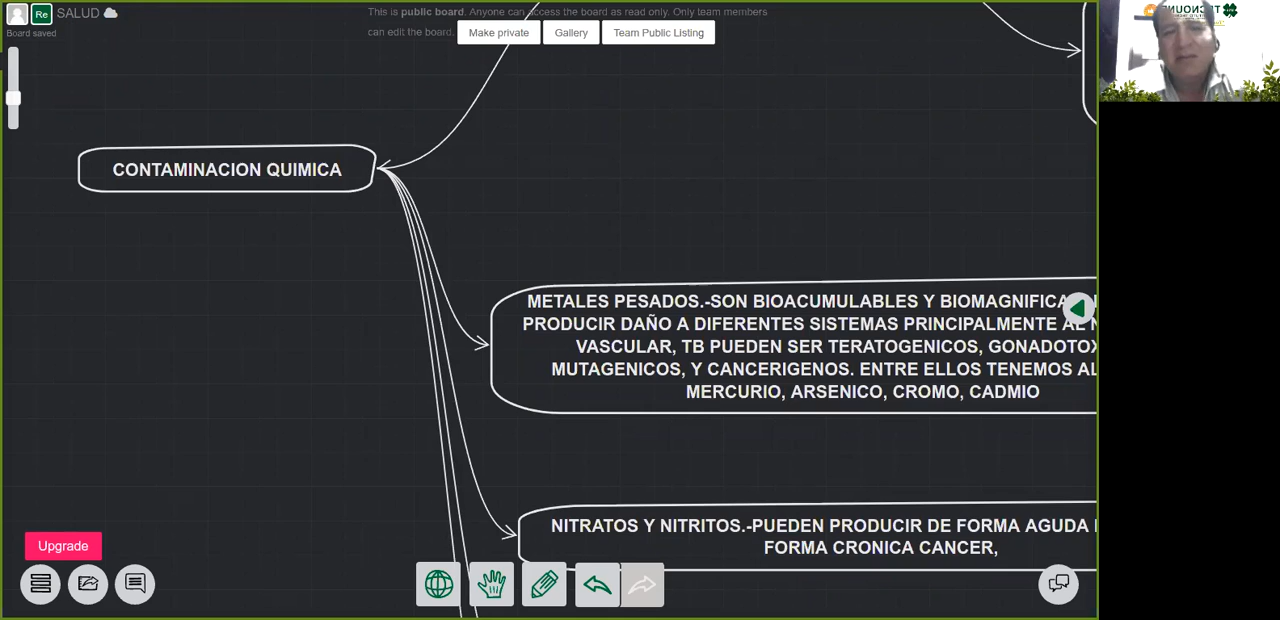 Re SALUD
Board saved
This is public board. Anyone can access the board as read only. Only team members
can edit the board. Make private Gallery Team Public Listing
CONTAMINACION QUIMICA
METALES PESADOS.-SON BIOACUMULABLES Y BIOMAGNIFICA
PRODUCIR DAÑO A DIFERENTES SISTEMAS PRINCIPALMENTE AL N
VASCULAR, TB PUEDEN SER TERATOGENICOS, GONADOTOX
MUTAGENICOS, Y CANCERIGENOS. ENTRE ELLOS TENEMOS AL
MERCURIO, ARSENICO, CROMO, CADMIO
NITRATOS Y NITRITOS.-PUEDEN PRODUCIR DE FORMA AGUDA
FORMA CRONICA CANCER,
Upgrade